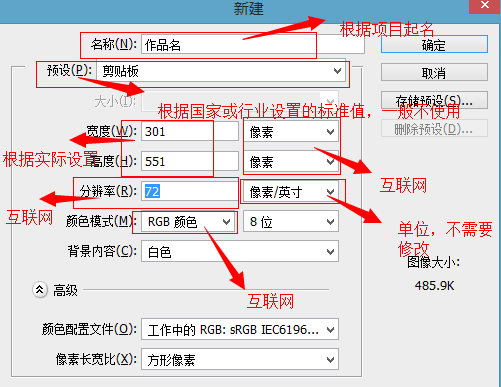 新建
根据项目起名
名称(N): 作品名
确定
预设(P): 剪贴板
取消
大小(I):
存储预设(S)...
根据国家或行业设置的标准值，一般不使用
删除预设(D)...
宽度(W): 301 像素
根据实际设置
高度(H): 551 像素
互联网
分辨率(R): 72 像素/英寸
互联网
颜色模式(M): RGB 颜色 8 位
单位，不需要
修改
背景内容(C): 白色
图像大小:
485.9K
高级
互联网
颜色配置文件(O): 工作中的 RGB: sRGB IEC6196...
像素长宽比(X): 方形像素